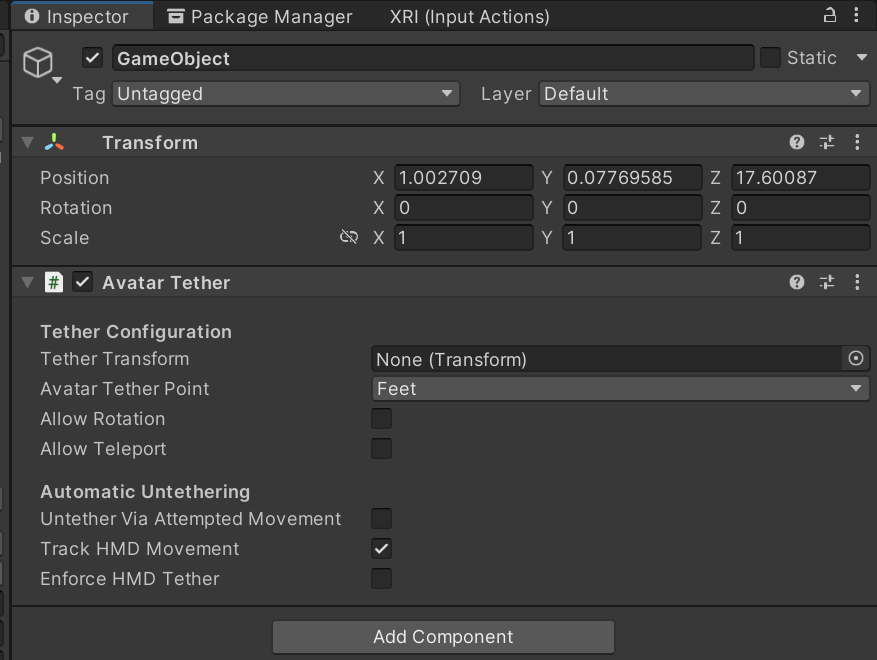 Inspector Package Manager XRI (Input Actions)
GameObject Static
Tag Untagged Layer Default
Transform
Position X 1.002709 Y 0.07769585 Z 17.60087
Rotation X 0 Y 0 Z 0
Scale X 1 Y 1 Z 1
# Avatar Tether
Tether Configuration
Tether Transform None (Transform)
Avatar Tether Point Feet
Allow Rotation
Allow Teleport
Automatic Untethering
Untether Via Attempted Movement
Track HMD Movement
Enforce HMD Tether
Add Component